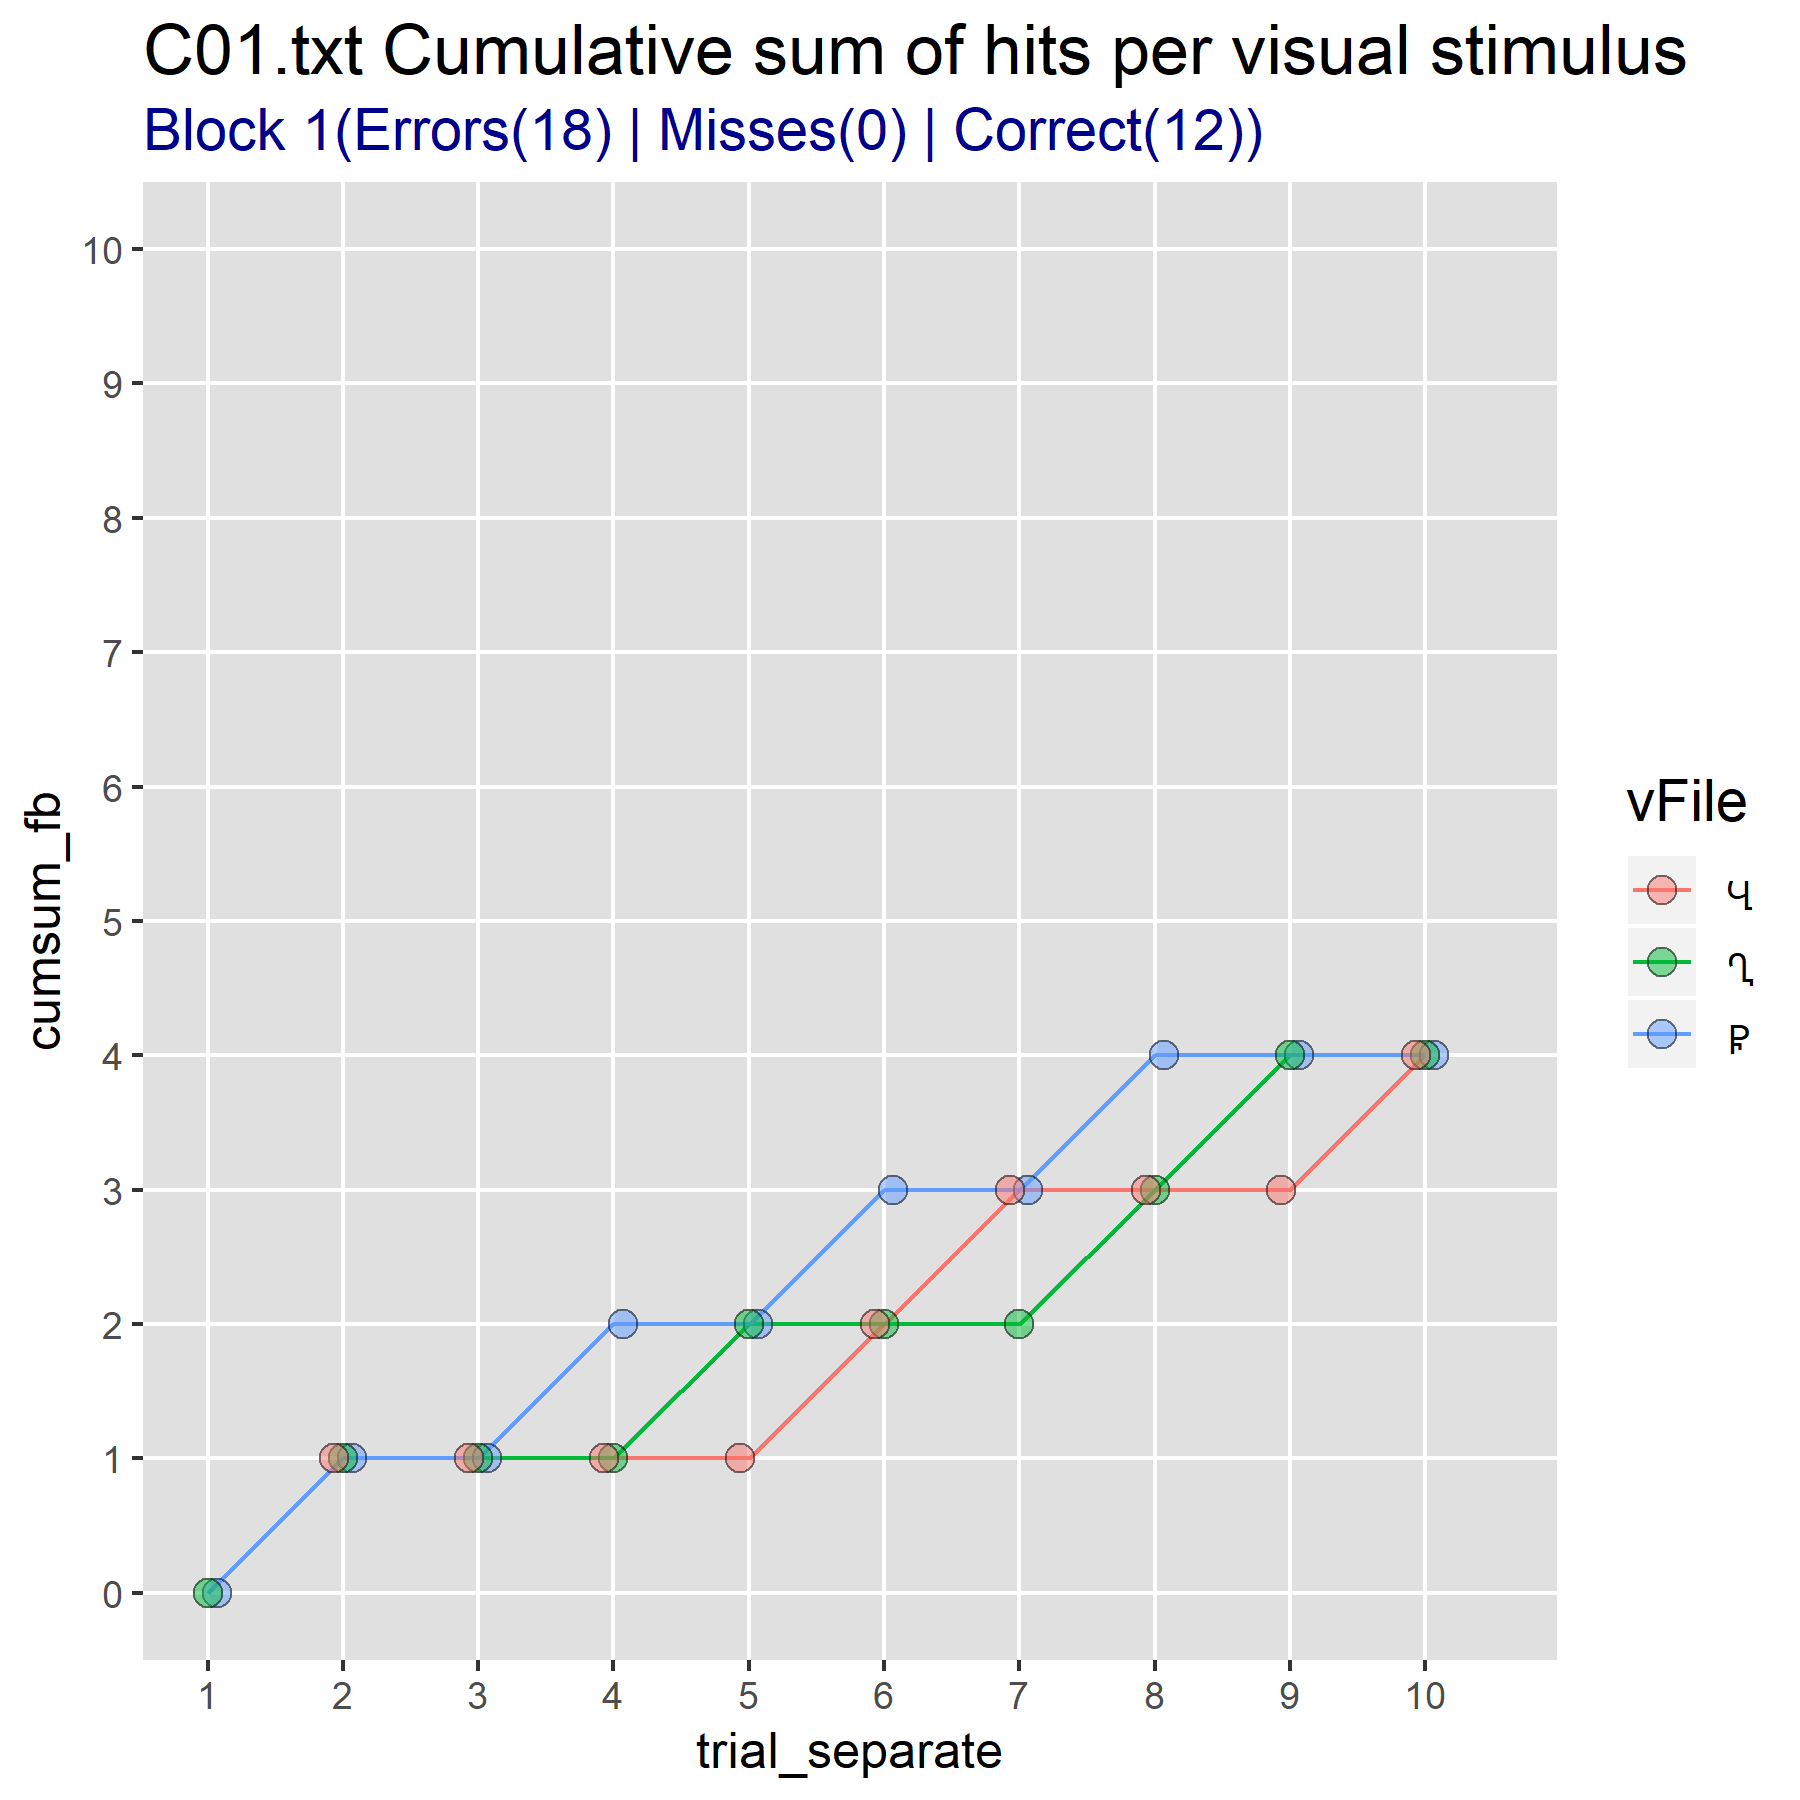 C01.txt Cumulative sum of hits per visual stimulus
Block 1(Errors(18) | Misses(0) | Correct(12))
10
9
8
7
6
5
4
3
2
1
0
cumsum_fb
1 2 3 4 5 6 7 8 9 10
trial_separate
vFile